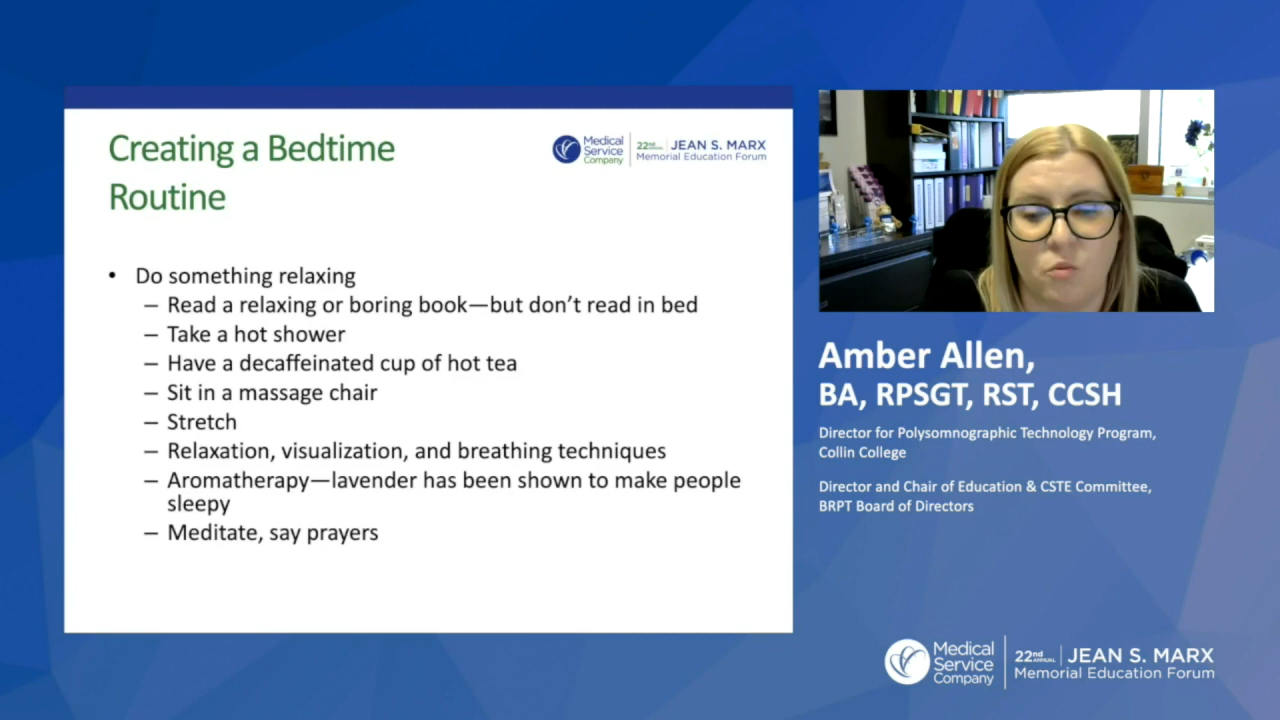 Creating a Bedtime
Routine
Medical
Service
Company
22nd ANNUAL
JEAN S. MARX
Memorial Education Forum
• Do something relaxing
– Read a relaxing or boring book—but don’t read in bed
– Take a hot shower
– Have a decaffeinated cup of hot tea
– Sit in a massage chair
– Stretch
– Relaxation, visualization, and breathing techniques
– Aromatherapy—lavender has been shown to make people
sleepy
– Meditate, say prayers
Amber Allen,
BA, RPSGT, RST, CCSH
Director for Polysomnographic Technology Program,
Collin College
Director and Chair of Education & CSTE Committee,
BRPT Board of Directors
Medical
Service
Company
22nd ANNUAL
JEAN S. MARX
Memorial Education Forum